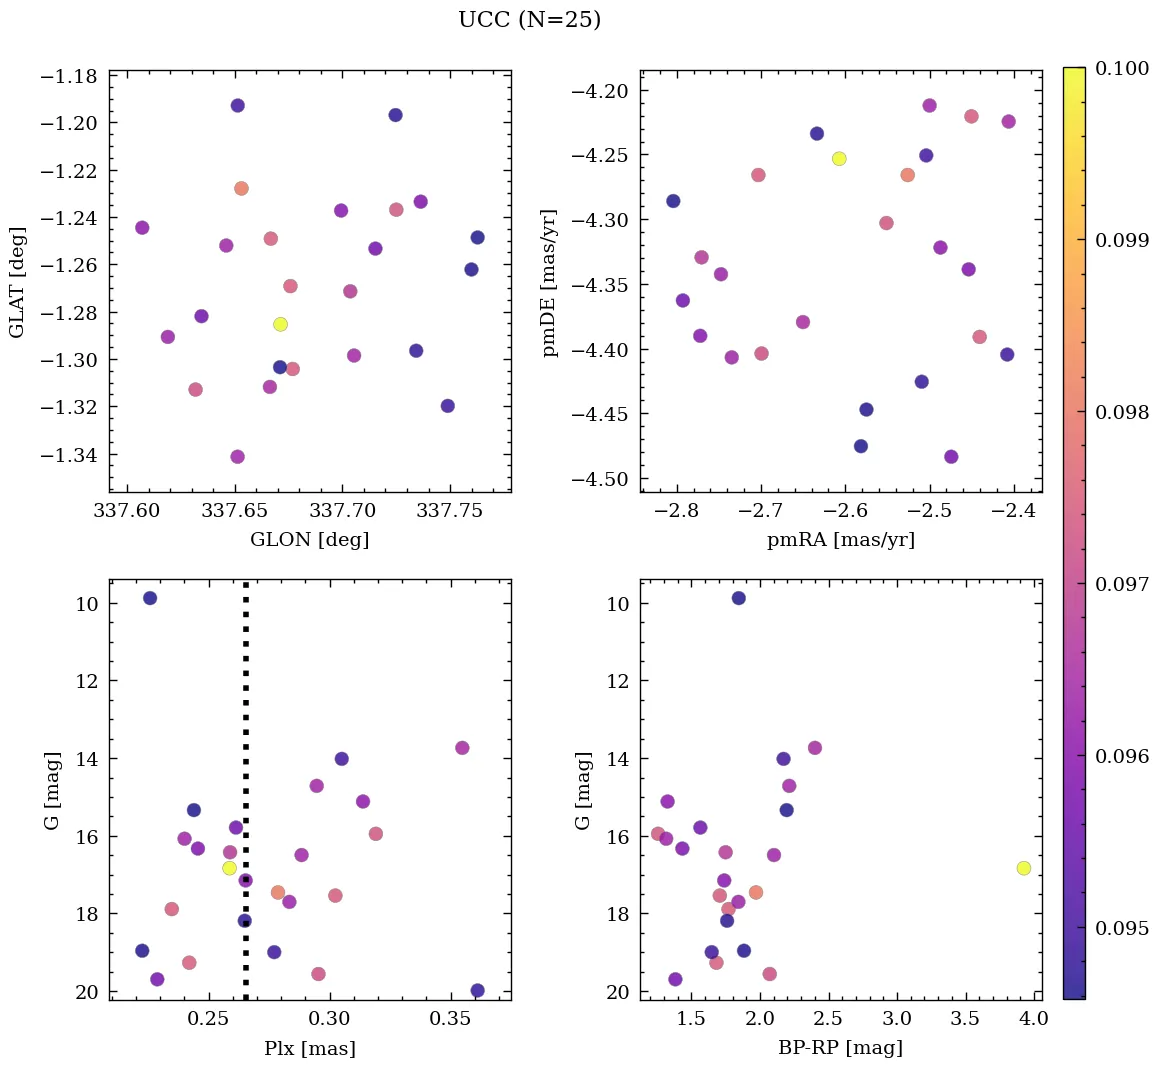 UCC (N=25)
−1.18
−1.20
−1.22
−1.24
−1.26
−1.28
−1.30
−1.32
−1.34
GLAT [deg]
337.60 337.65 337.70 337.75
GLON [deg]
−4.20
−4.25
−4.30
−4.35
−4.40
−4.45
−4.50
pmDE [mas/yr]
−2.8 −2.7 −2.6 −2.5 −2.4
pmRA [mas/yr]
10
12
14
16
18
20
G [mag]
0.25 0.30 0.35
Plx [mas]
10
12
14
16
18
20
G [mag]
1.5 2.0 2.5 3.0 3.5 4.0
BP-RP [mag]
0.100
0.099
0.098
0.097
0.096
0.095